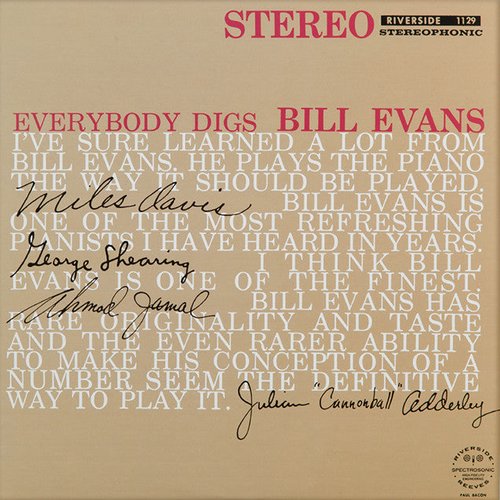 STEREO
RIVERSIDE 1129
STEREOPHONIC
EVERYBODY DIGS BILL EVANS
I'VE SURE LEARNED A LOT FROM
BILL EVANS. HE PLAYS THE PIANO
THE WAY IT SHOULD BE PLAYED.
Miles Davis
BILL EVANS IS
ONE OF THE MOST REFRESHING
PIANISTS I HAVE HEARD IN YEARS.
George Shearing
I THINK BILL
EVANS IS ONE OF THE FINEST.
Ahmad Jamal
BILL EVANS HAS
RARE ORIGINALITY AND TASTE
AND THE EVEN RARER ABILITY
TO MAKE HIS CONCEPTION OF A
NUMBER SEEM THE DEFINITIVE
WAY TO PLAY IT.
Julian "Cannonball" Adderley
RIVERSIDE
SPECTROSONIC
HIGH FIDELITY
ENGINEERING
REEVES
PAUL BACON